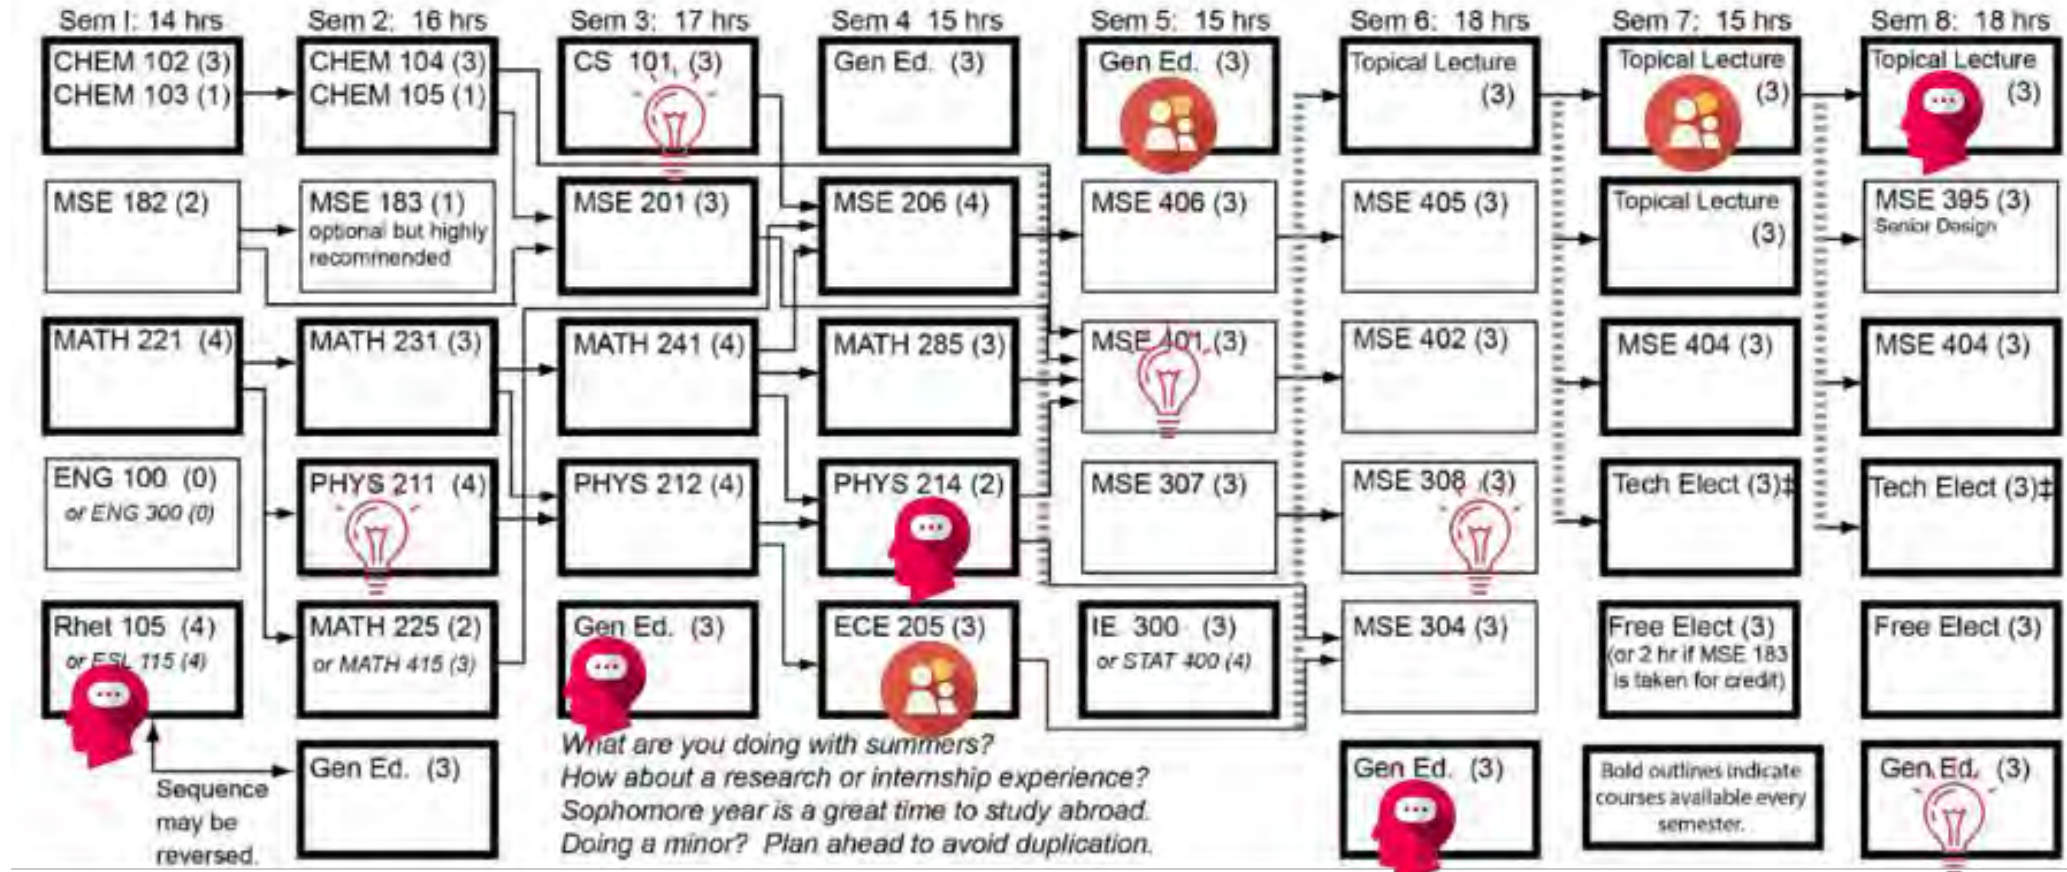 Sem I: 14 hrs
Sem 2: 16 hrs
Sem 3: 17 hrs
Sem 4 15 hrs
Sem 5: 15 hrs
Sem 6: 18 hrs
Sem 7: 15 hrs
Sem 8: 18 hrs
CHEM 102 (3)
CHEM 103 (1)
CHEM 104 (3)
CHEM 105 (1)
CS 101, (3)
Gen Ed. (3)
Gen Ed. (3)
Topical Lecture
(3)
Topical Lecture
(3)
Topical Lecture
(3)
MSE 182 (2)
MSE 183 (1)
optional but highly
recommended
MSE 201 (3)
MSE 206 (4)
MSE 406 (3)
MSE 405 (3)
Topical Lecture
(3)
MSE 395 (3)
Senior Design
MATH 221 (4)
MATH 231 (3)
MATH 241 (4)
MATH 285 (3)
MSE 401 (3)
MSE 402 (3)
MSE 404 (3)
MSE 404 (3)
ENG 100 (0)
or ENG 300 (0)
PHYS 211 (4)
PHYS 212 (4)
PHYS 214 (2)
MSE 307 (3)
MSE 308 (3)
Tech Elect (3)‡
Tech Elect (3)‡
Rhet 105 (4)
or ESL 115 (4)
MATH 225 (2)
or MATH 415 (3)
Gen Ed. (3)
ECE 205 (3)
IE 300 (3)
or STAT 400 (4)
MSE 304 (3)
Free Elect (3)
(or 2 hr if MSE 183
is taken for credit)
Free Elect (3)
Sequence
may be
reversed.
Gen Ed. (3)
What are you doing with summers?
How about a research or internship experience?
Sophomore year is a great time to study abroad.
Doing a minor? Plan ahead to avoid duplication.
Gen Ed. (3)
Bold outlines indicate
courses available every
semester.
Gen Ed. (3)